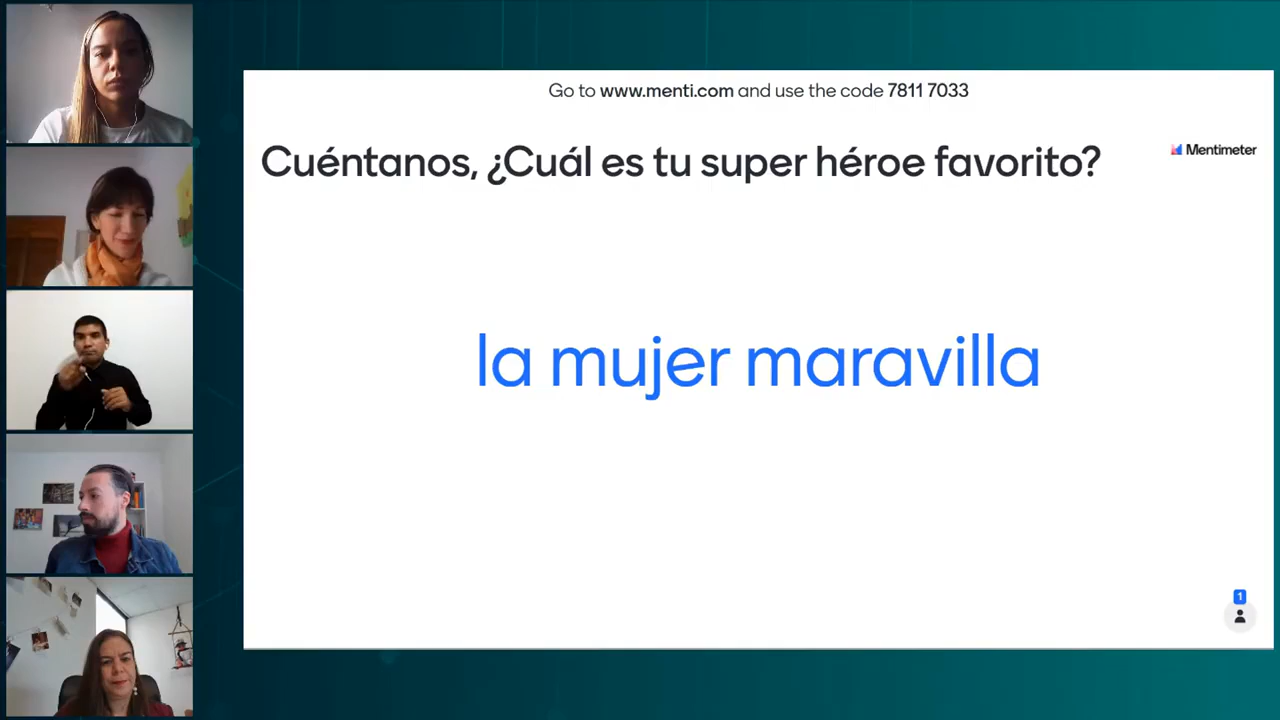 Go to www.menti.com and use the code 7811 7033
Cuéntanos, ¿Cuál es tu super héroe favorito?
Mentimeter
la mujer maravilla
1